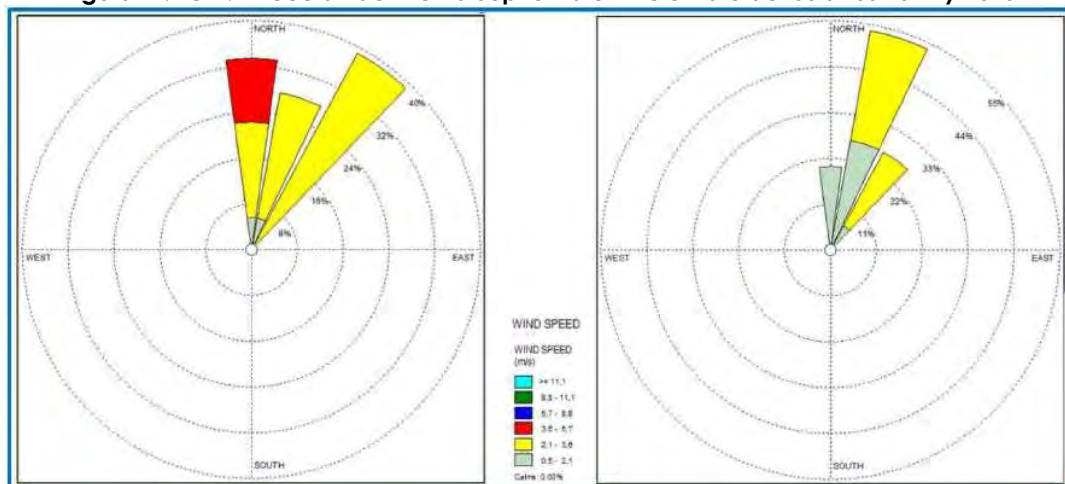 NORTH
40%
32%
24%
16%
8%
WEST
EAST
SOUTH
NORTH
55%
44%
33%
22%
11%
WEST
EAST
SOUTH
WIND SPEED
WIND SPEED
(m/s)
>= 11,1
8,8 - 11,1
5,7 - 8,8
3,6 - 5,7
2,1 - 3,6
0,5 - 2,1
Calms: 0.00%